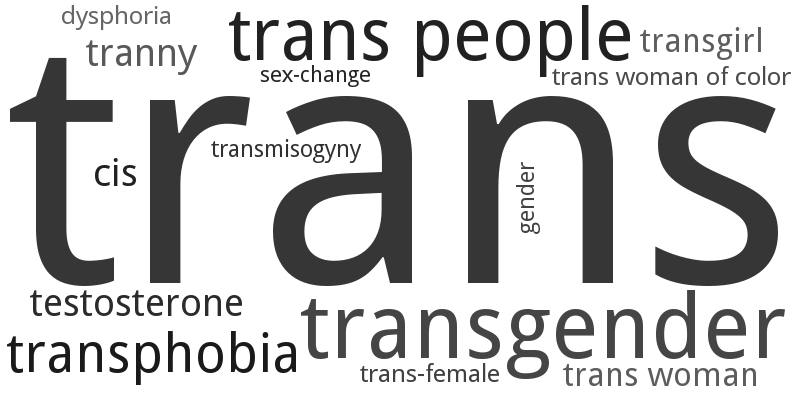 dysphoria
trans people
tranny
transgirl
sex-change
trans woman of color
trans
transmisogyny
cis
gender
testosterone
transgender
transphobia
trans-female
trans woman